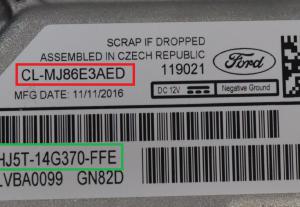 SCRAP IF DROPPED
ASSEMBLED IN CZECH REPUBLIC
CL-MJ86E3AED 119021
Ford
MFG DATE: 11/11/2016
DC 12V Negative Ground
HJ5T-14G370-FFE
LVBA0099 GN82D